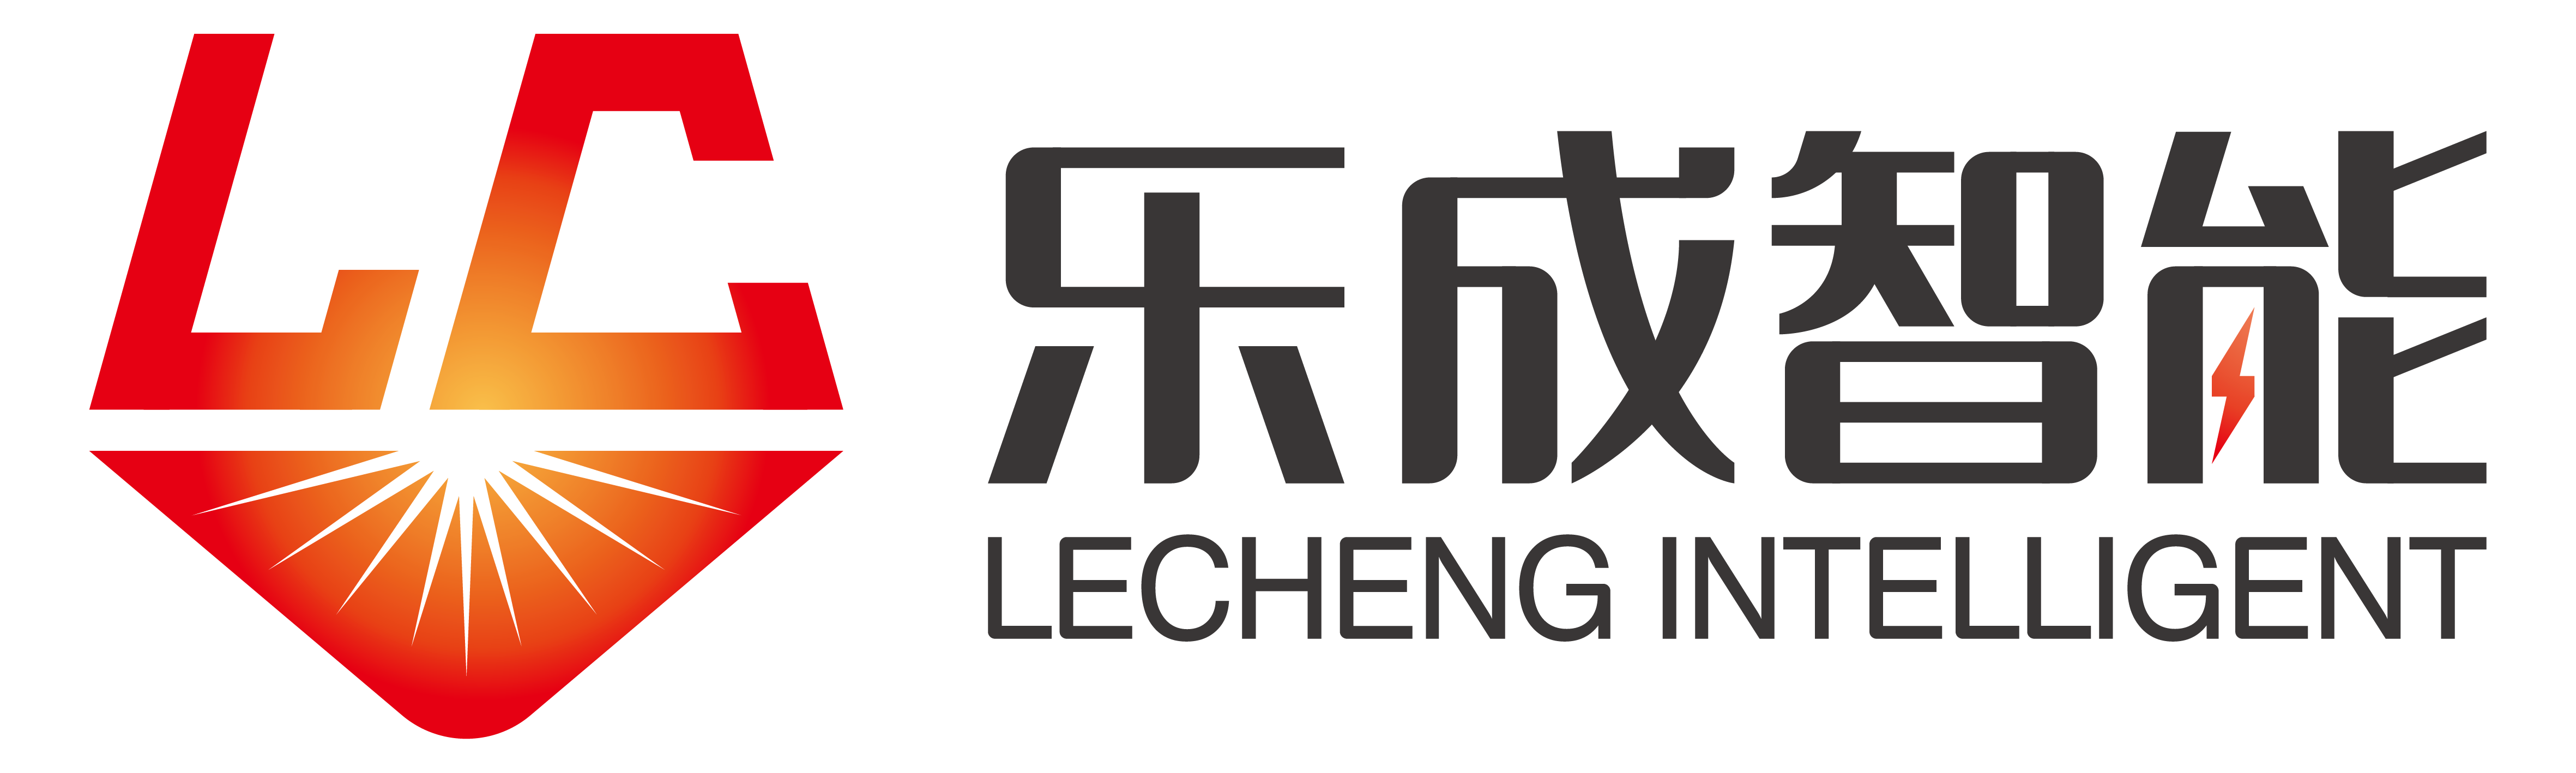 LC
乐成智能
LECHENG INTELLIGENT